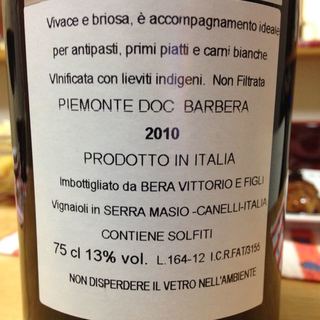 Vivace e briosa, è accompagnamento ideale
per antipasti, primi piatti e carni bianche
VInificata con lieviti indigeni.  Non Filtrata
PIEMONTE DOC  BARBERA
2010
PRODOTTO IN ITALIA
Imbottigliato da BERA VITTORIO E FIGLI
Vignaioli in SERRA MASIO -CANELLI-ITALIA
CONTIENE SOLFITI
75 cl 13% vol.  L.164-12  I.C.R.FAT/3155
NON DISPERDERE IL VETRO NELL'AMBIENTE